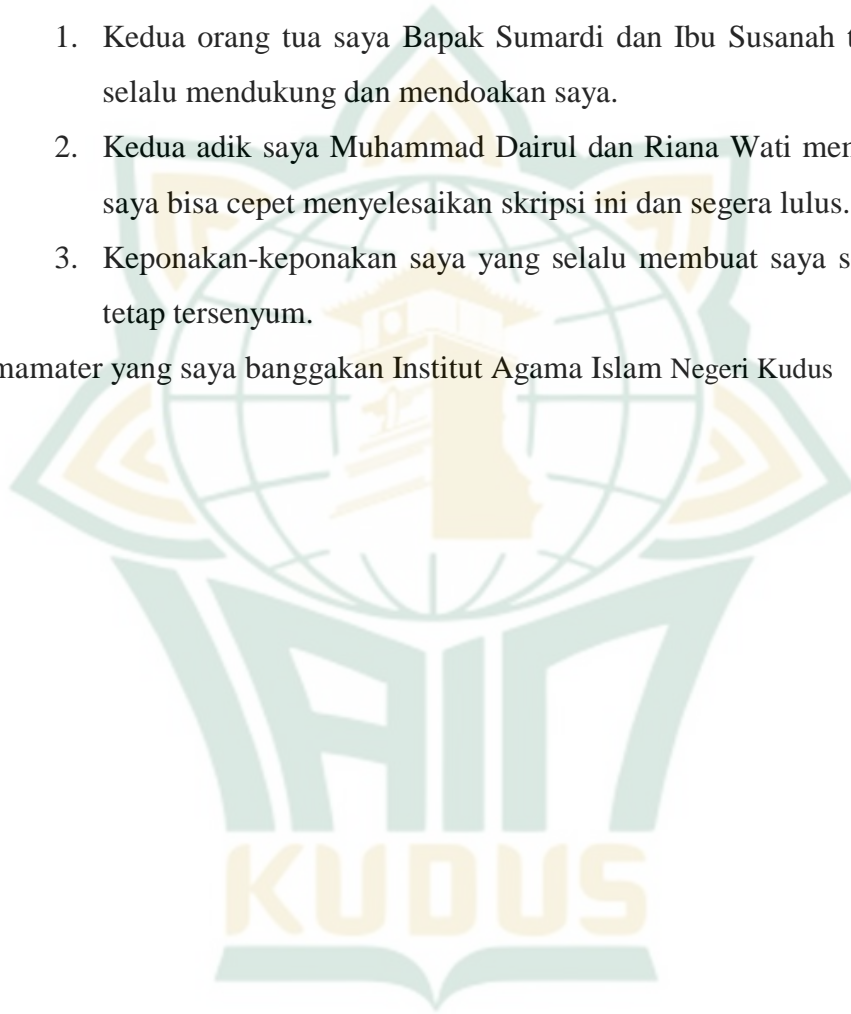 1. Kedua orang tua saya Bapak Sumardi dan Ibu Susanah
selalu mendukung dan mendoakan saya.
2. Kedua adik saya Muhammad Dairul dan Riana Wati
saya bisa cepet menyelesaikan skripsi ini dan segera lulus.
3. Keponakan-keponakan saya yang selalu membuat saya
tetap tersenyum.
yang saya banggakan Institut Agama Islam Negeri Kudus
IAIN
KUDUS